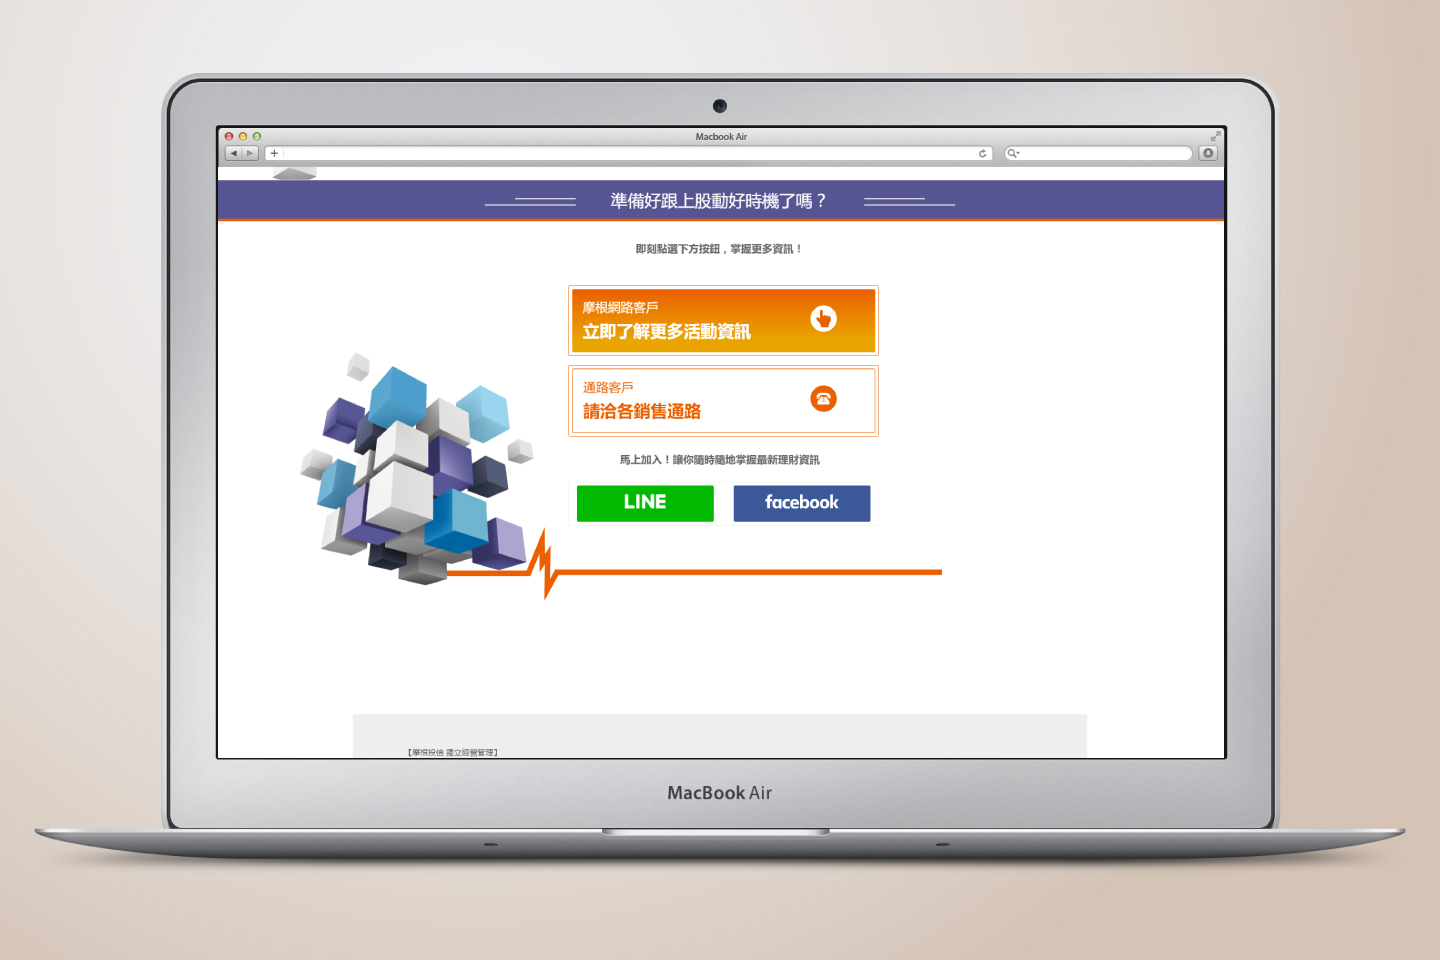 Macbook Air
準備好跟上股動好時機了嗎？
即刻點選下方按鈕，掌握更多資訊！
摩根網路客戶
立即了解更多活動資訊
通路客戶
請洽各銷售通路
馬上加入！讓你隨時隨地掌握最新理財資訊
LINE
facebook
【摩根投信 獨立經營管理】
MacBook Air